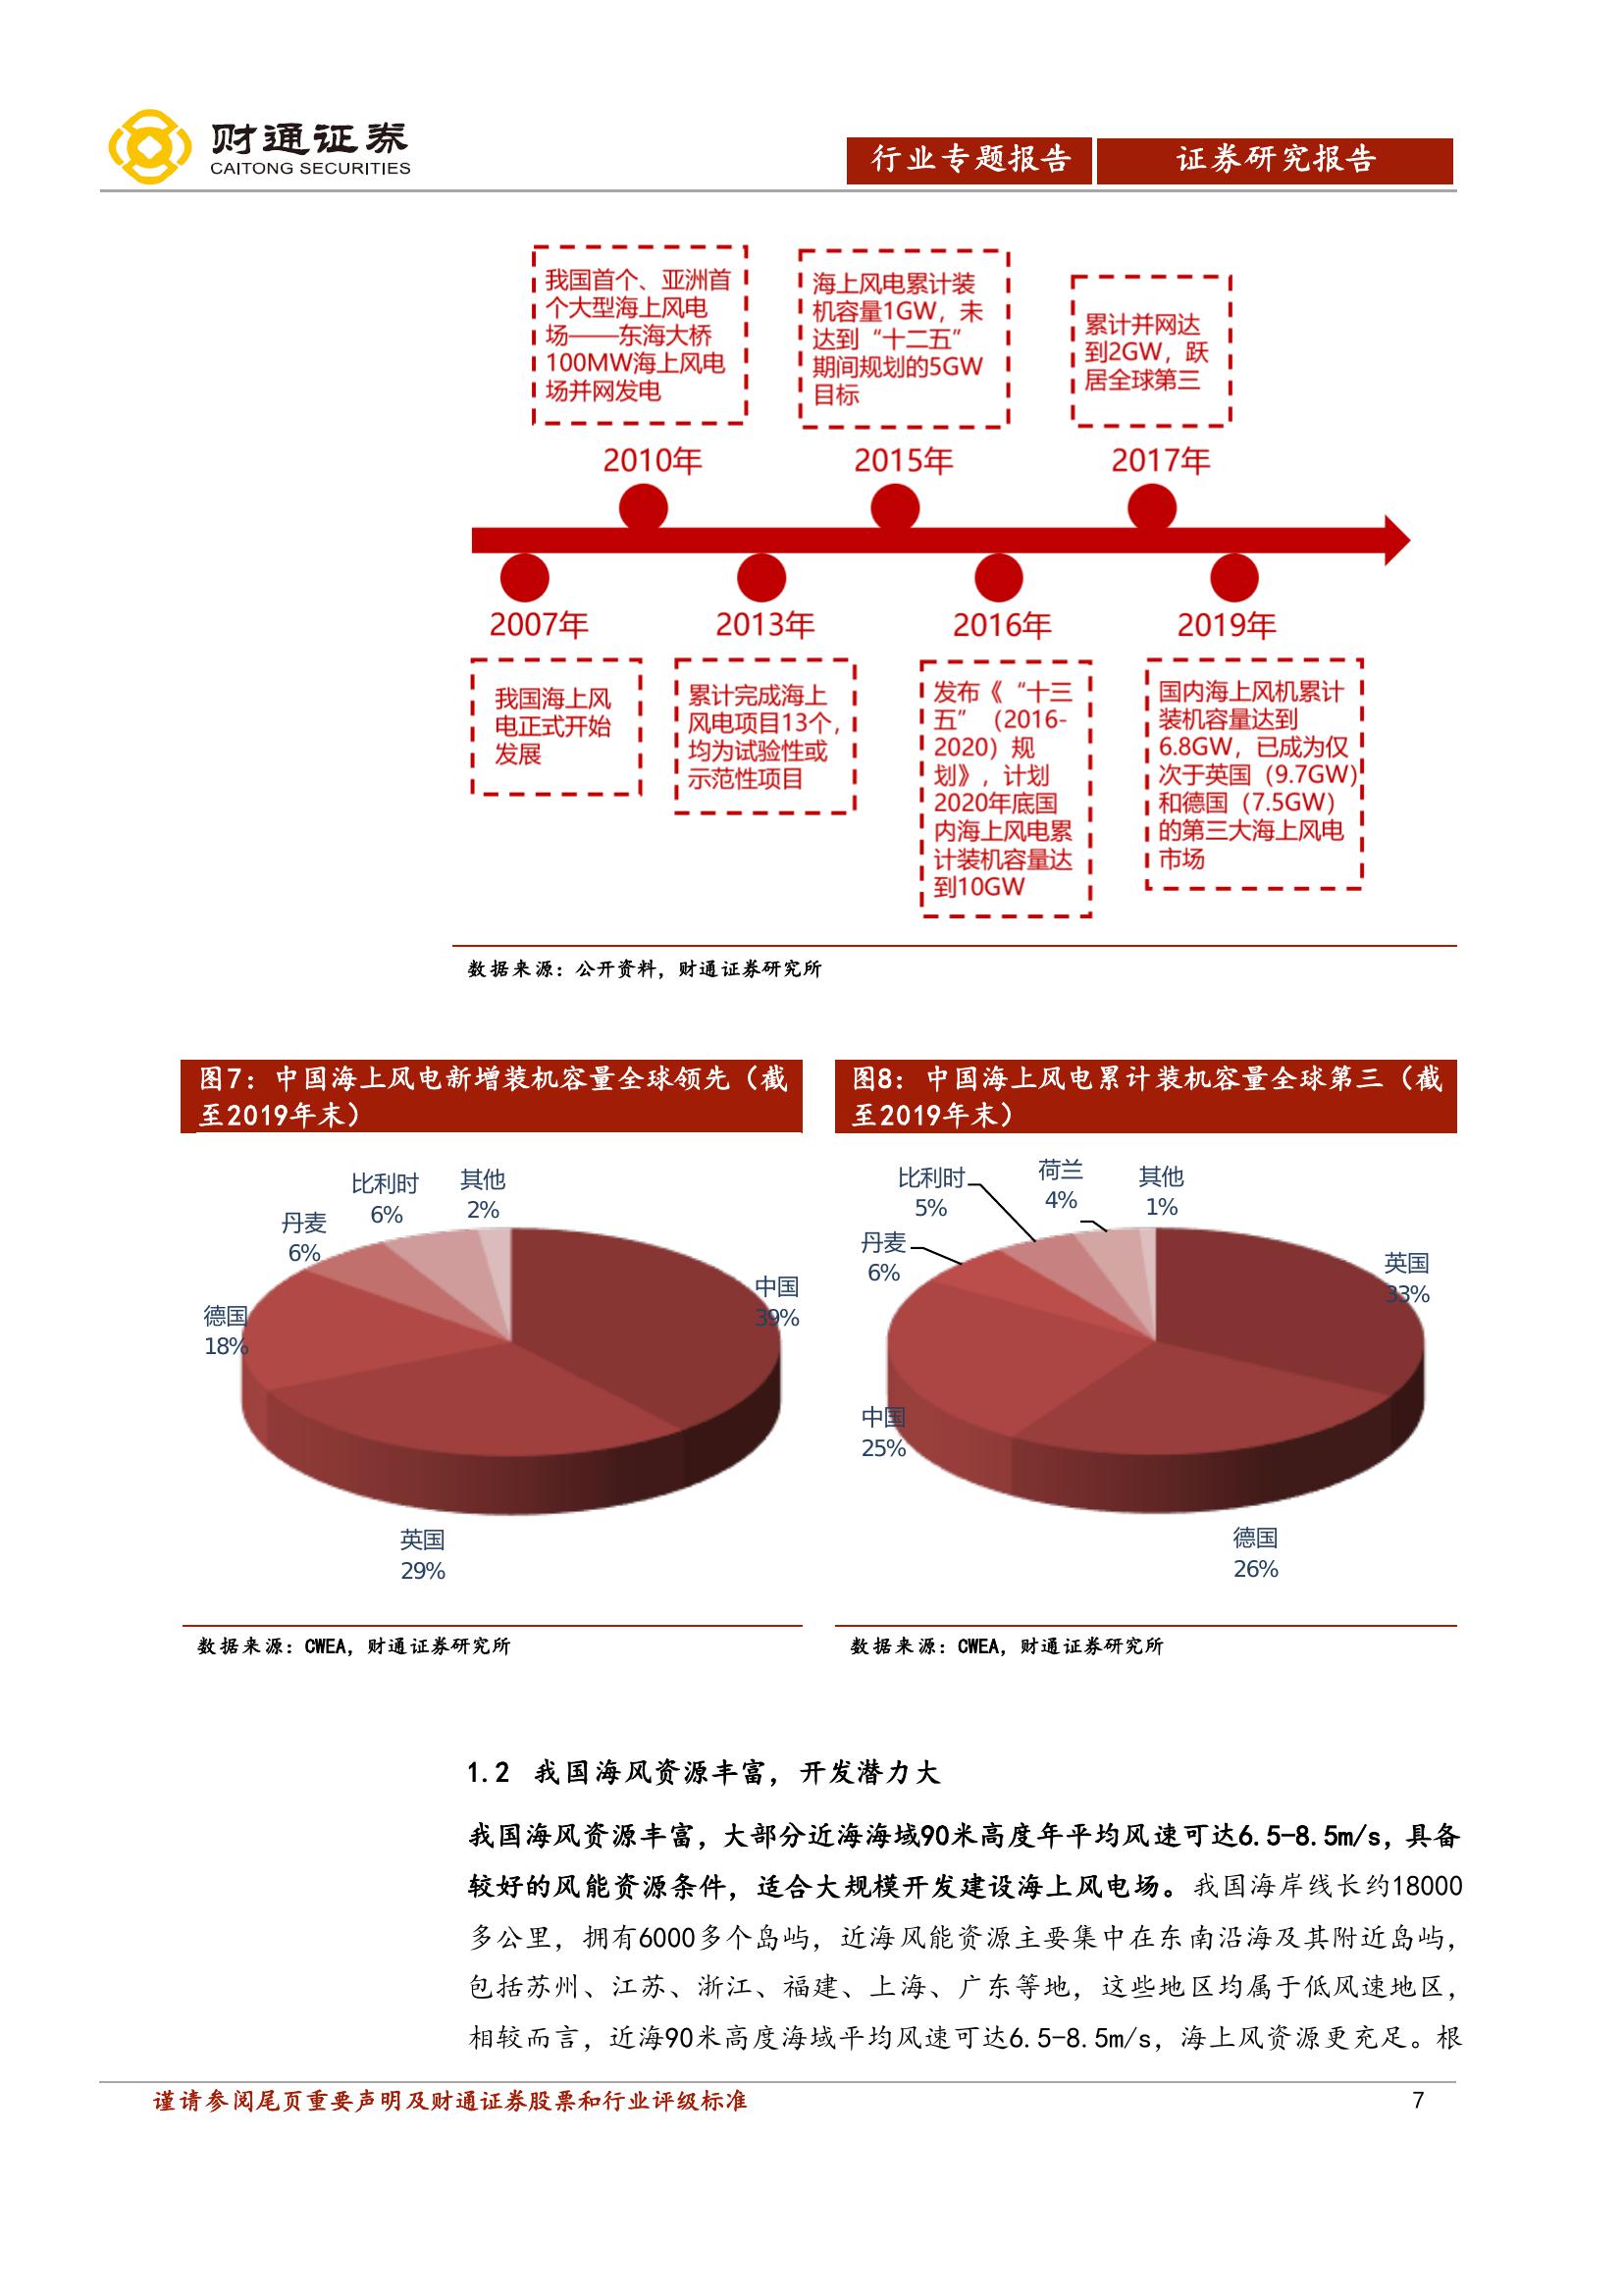 财通证券
CAITONG SECURITIES
行业专题报告
证券研究报告
我国首个、亚洲首
个大型海上风电
场——东海大桥
100MW海上风电
场并网发电
海上风电累计装
机容量1GW，未
达到“十二五”
期间规划的5GW
目标
累计并网达
到2GW，跃
居全球第三
2010年
2015年
2017年
2007年
2013年
2016年
2019年
我国海上风
电正式开始
发展
累计完成海上
风电项目13个，
均为试验性或
示范性项目
发布《“十三
五”（2016-
2020）规
划》，计划
2020年底国
内海上风电累
计装机容量达
到10GW
国内海上风机累计
装机容量达到
6.8GW，已成为仅
次于英国（9.7GW）
和德国（7.5GW）
的第三大海上风电
市场
数据来源：公开资料，财通证券研究所
图7：中国海上风电新增装机容量全球领先（截
至2019年末）
比利时
6%
其他
2%
丹麦
6%
中国
39%
德国
18%
英国
29%
数据来源：CWEA，财通证券研究所
图8：中国海上风电累计装机容量全球第三（截
至2019年末）
比利时
5%
荷兰
4%
其他
1%
丹麦
6%
英国
33%
中国
25%
德国
26%
数据来源：CWEA，财通证券研究所
1.2 我国海风资源丰富，开发潜力大
我国海风资源丰富，大部分近海海域90米高度年平均风速可达6.5-8.5m/s，具备
较好的风能资源条件，适合大规模开发建设海上风电场。我国海岸线长约18000
多公里，拥有6000多个岛屿，近海风能资源主要集中在东南沿海及其附近岛屿，
包括苏州、江苏、浙江、福建、上海、广东等地，这些地区均属于低风速地区，
相较而言，近海90米高度海域平均风速可达6.5-8.5m/s，海上风资源更充足。根
谨请参阅尾页重要声明及财通证券股票和行业评级标准
7